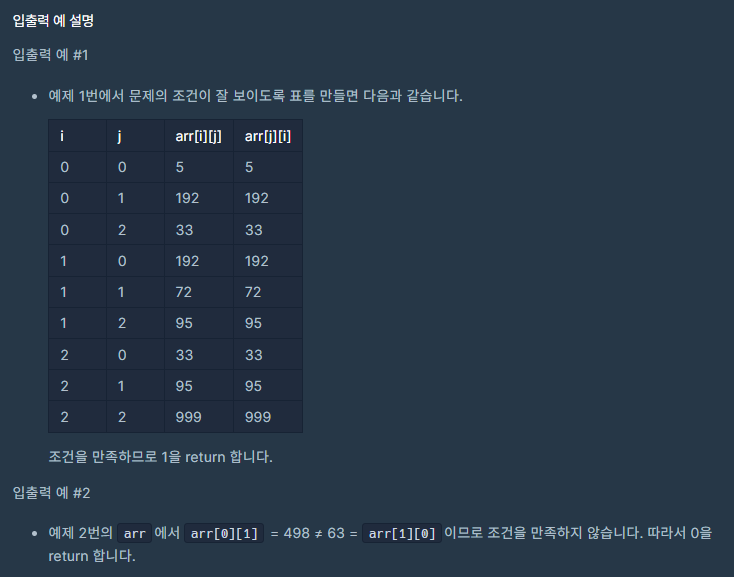 입출력 예 설명
입출력 예 #1
• 예제 1번에서 문제의 조건이 잘 보이도록 표를 만들면 다음과 같습니다.
i j arr[i][j] arr[j][i]
0 0 5 5
0 1 192 192
0 2 33 33
1 0 192 192
1 1 72 72
1 2 95 95
2 0 33 33
2 1 95 95
2 2 999 999
조건을 만족하므로 1을 return 합니다.
입출력 예 #2
• 예제 2번의 arr 에서 arr[0][1] = 498 ≠ 63 = arr[1][0] 이므로 조건을 만족하지 않습니다. 따라서 0을
return 합니다.